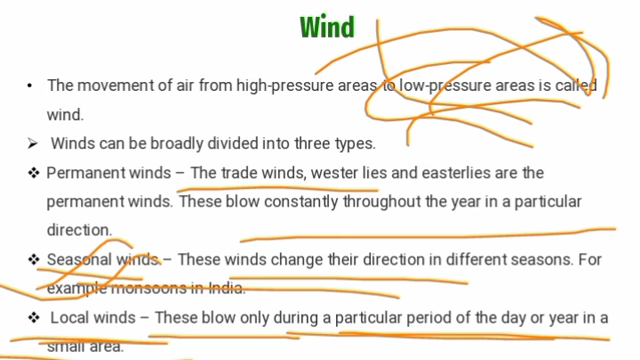 Wind
• The movement of air from high-pressure areas to low-pressure areas is called
wind.
➢ Winds can be broadly divided into three types.
❖ Permanent winds – The trade winds, wester lies and easterlies are the
permanent winds. These blow constantly throughout the year in a particular
direction.
❖ Seasonal winds – These winds change their direction in different seasons. For
example monsoons in India.
❖ Local winds – These blow only during a particular period of the day or year in a
small area.